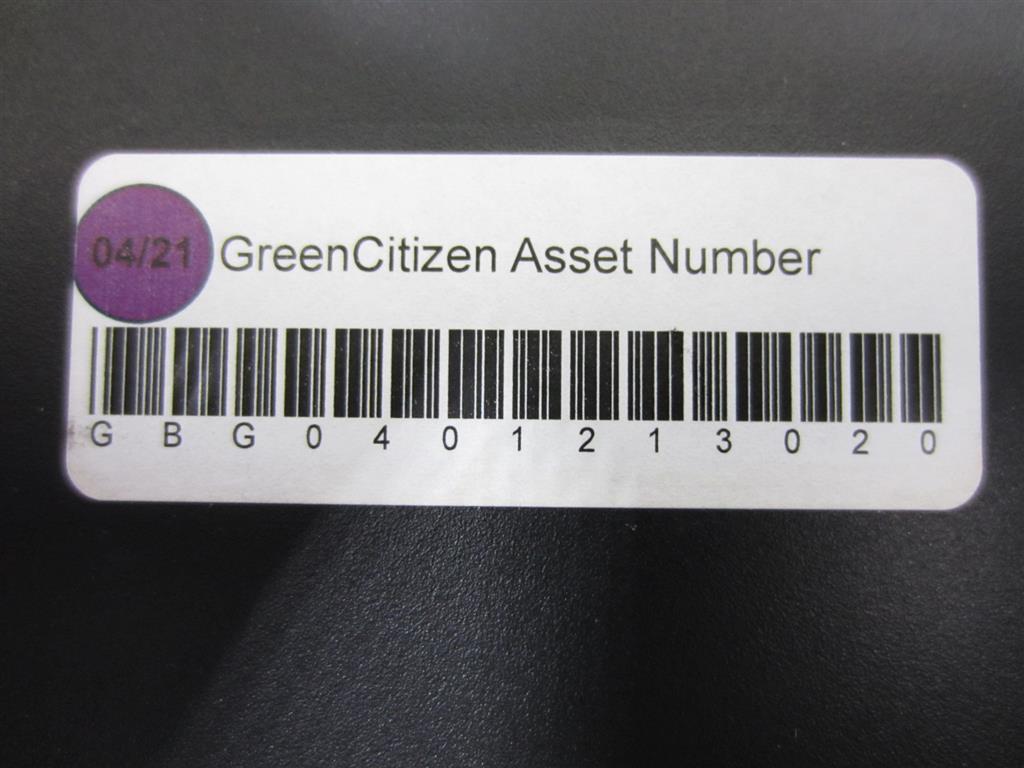 04/21 GreenCitizen Asset Number
G B G 0 4 0 1 2 1 3 0 2 0